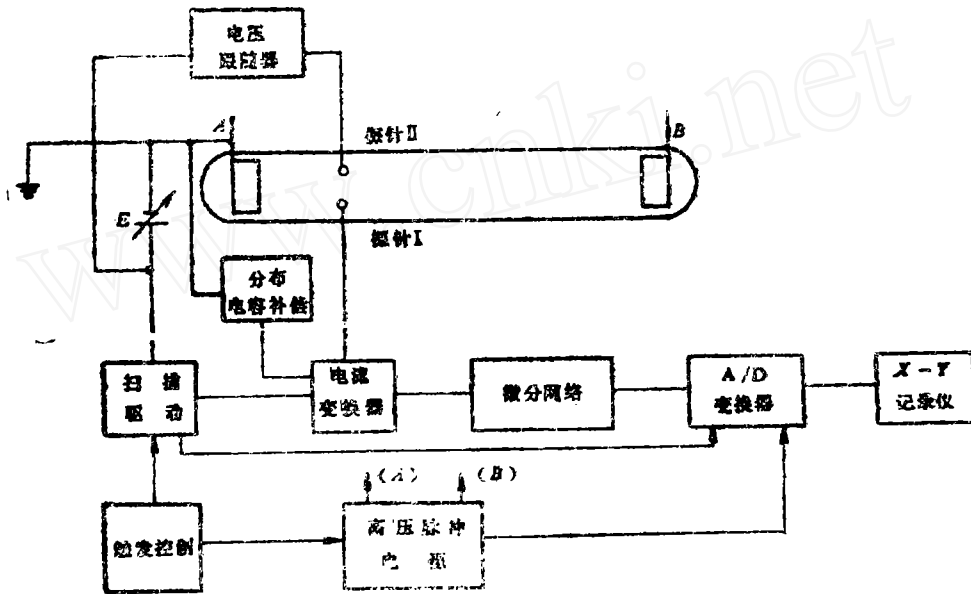 电压
跟随器
A
探针Ⅱ
B
E
探针Ⅰ
分布
电容补偿
扫描
驱动
电流
变换器
微分网络
A/D
变换器
X-Y
记录仪
(A)
(B)
触发控制
高压脉冲
电源
www.cnki.net